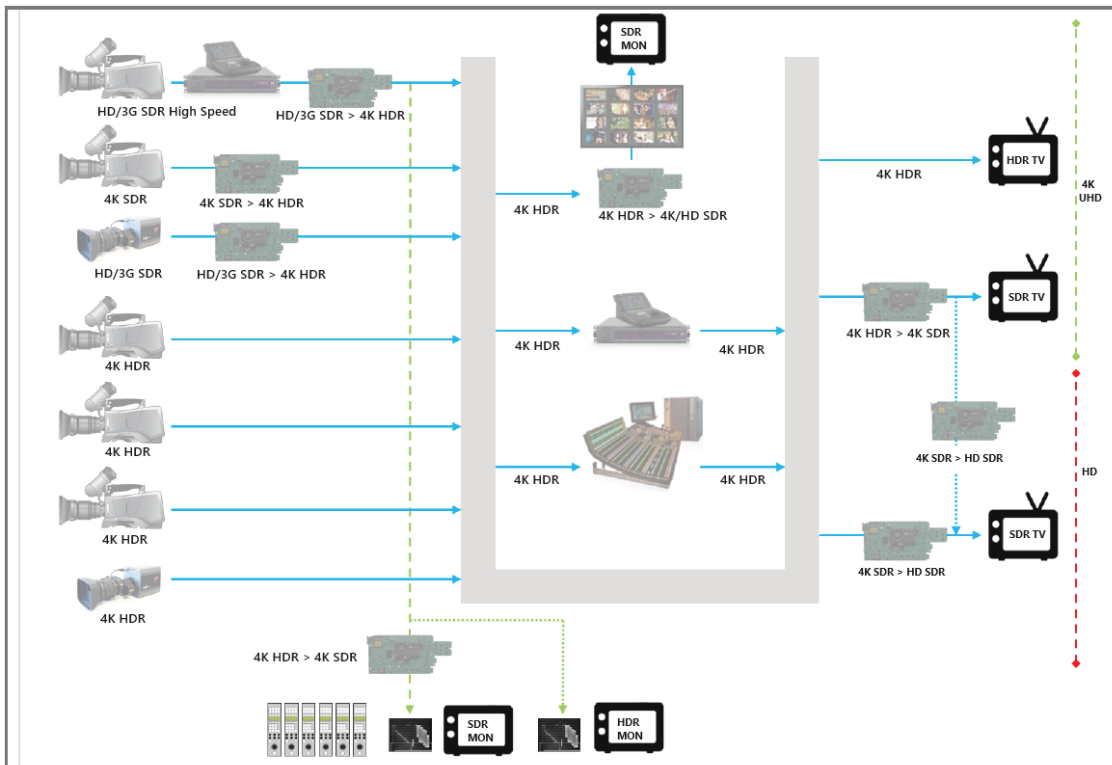 SDR
MON
HD/3G SDR High Speed
HD/3G SDR > 4K HDR
4K SDR
4K SDR > 4K HDR
HD/3G SDR
HD/3G SDR > 4K HDR
4K HDR
4K HDR
4K HDR
4K HDR
4K HDR
4K HDR > 4K/HD SDR
4K HDR
4K HDR
4K HDR
4K HDR
4K HDR
HDR TV
4K
UHD
SDR TV
4K HDR > 4K SDR
4K SDR > HD SDR
HD
SDR TV
4K SDR > HD SDR
4K HDR > 4K SDR
SDR
MON
HDR
MON